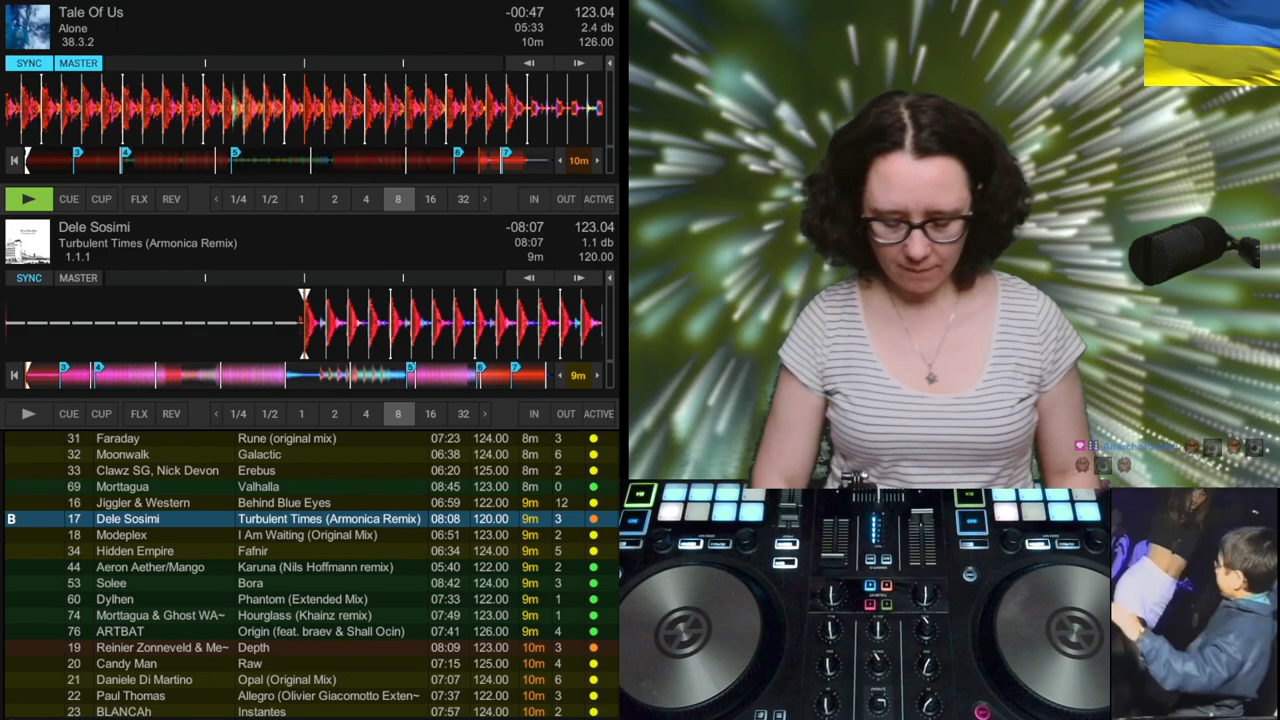 Tale Of Us -00:47 123.04
Alone 05:33 2.4 db
38.3.2 10m 126.00
SYNC MASTER
3 4 5 6 7 10m
CUE CUP FLX REV 1/4 1/2 1 2 4 8 16 32 IN OUT ACTIVE
Dele Sosimi -08:07 123.04
Turbulent Times (Armonica Remix) 08:07 1.1 db
1.1.1 9m 120.00
SYNC MASTER
3 4 5 6 7 9m
CUE CUP FLX REV 1/4 1/2 1 2 4 8 16 32 IN OUT ACTIVE
31 Faraday Rune (original mix) 07:23 124.00 8m 3
32 Moonwalk Galactic 06:38 124.00 8m 6
33 Clawz SG, Nick Devon Erebus 06:20 125.00 8m 2
69 Morttagua Valhalla 08:45 123.00 8m 0
16 Jiggler & Western Behind Blue Eyes 06:59 122.00 9m 12
B 17 Dele Sosimi Turbulent Times (Armonica Remix) 08:08 120.00 9m 3
18 Modeplex I Am Waiting (Original Mix) 06:51 123.00 9m 2
34 Hidden Empire Fafnir 06:34 124.00 9m 5
44 Aeron Aether/Mango Karuna (Nils Hoffmann remix) 05:40 122.00 9m 2
53 Solee Bora 08:42 124.00 9m 3
60 Dylhen Phantom (Extended Mix) 07:33 122.00 9m 1
74 Morttagua & Ghost WA~ Hourglass (Khainz remix) 07:49 123.00 9m 1
76 ARTBAT Origin (feat. braev & Shall Ocin) 07:41 126.00 9m 4
19 Reinier Zonneveld & Me~ Depth 08:09 123.00 10m 3
20 Candy Man Raw 07:15 125.00 10m 4
21 Daniele Di Martino Opal (Original Mix) 07:07 124.00 10m 6
22 Paul Thomas Allegro (Olivier Giacomotto Exten~ 07:37 122.00 10m 3
23 BLANCAh Instantes 07:57 124.00 10m 2